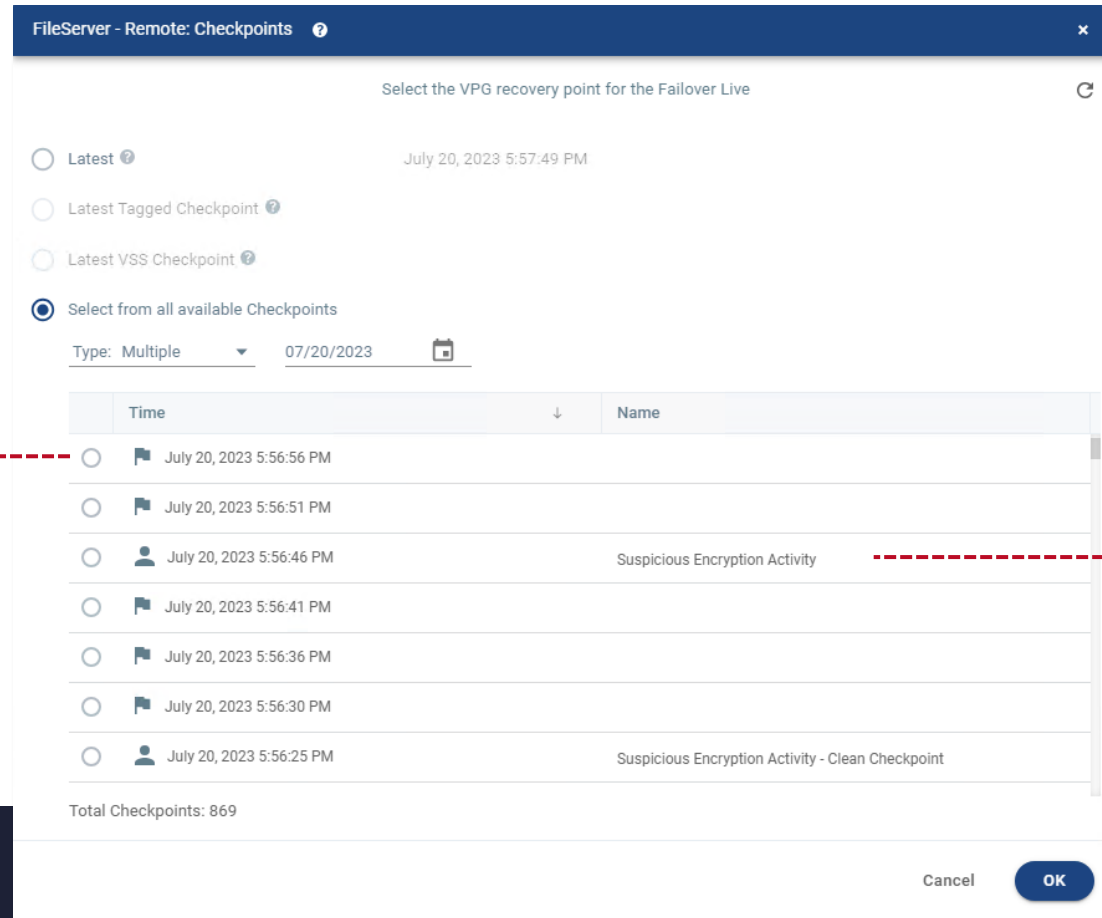 FileServer - Remote: Checkpoints ? ×
Select the VPG recovery point for the Failover Live
Latest ? July 20, 2023 5:57:49 PM
Latest Tagged Checkpoint ?
Latest VSS Checkpoint ?
Select from all available Checkpoints
Type: Multiple 07/20/2023
Time ↓ Name
July 20, 2023 5:56:56 PM
July 20, 2023 5:56:51 PM
July 20, 2023 5:56:46 PM Suspicious Encryption Activity
July 20, 2023 5:56:41 PM
July 20, 2023 5:56:36 PM
July 20, 2023 5:56:30 PM
July 20, 2023 5:56:25 PM Suspicious Encryption Activity - Clean Checkpoint
Total Checkpoints: 869
Cancel OK